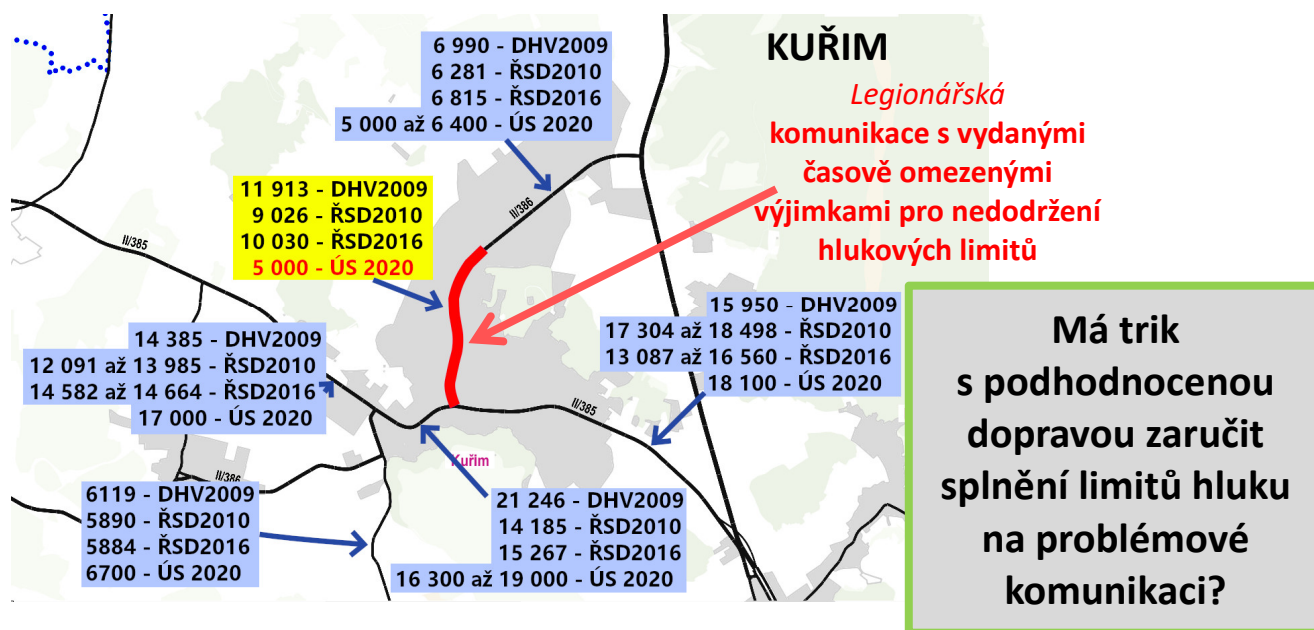 6 990 - DHV2009
6 281 - ŘSD2010
6 815 - ŘSD2016
5 000 až 6 400 - ÚS 2020
KUŘIM
Legionářská
komunikace s vydanými
časově omezenými
výjimkami pro nedodržení
hlukových limitů
11 913 - DHV2009
9 026 - ŘSD2010
10 030 - ŘSD2016
5 000 - ÚS 2020
II/386
II/385
14 385 - DHV2009
12 091 až 13 985 - ŘSD2010
14 582 až 14 664 - ŘSD2016
17 000 - ÚS 2020
15 950 - DHV2009
17 304 až 18 498 - ŘSD2010
13 087 až 16 560 - ŘSD2016
18 100 - ÚS 2020
II/385
Kuřim
II/386
6119 - DHV2009
5890 - ŘSD2010
5884 - ŘSD2016
6700 - ÚS 2020
21 246 - DHV2009
14 185 - ŘSD2010
15 267 - ŘSD2016
16 300 až 19 000 - ÚS 2020
Má trik
s podhodnocenou
dopravou zaručit
splnění limitů hluku
na problémové
komunikaci?